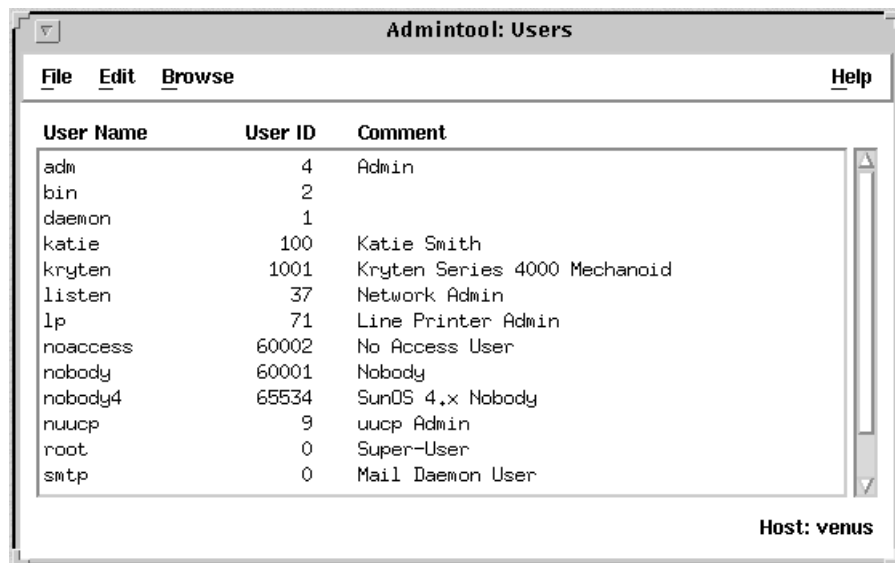 Admintool: Users
File Edit Browse Help
User Name User ID Comment
adm 4 Admin
bin 2
daemon 1
katie 100 Katie Smith
kryten 1001 Kryten Series 4000 Mechanoid
listen 37 Network Admin
lp 71 Line Printer Admin
noaccess 60002 No Access User
nobody 60001 Nobody
nobody4 65534 SunOS 4.x Nobody
nuucp 9 uucp Admin
root 0 Super-User
smtp 0 Mail Daemon User
Host: venus